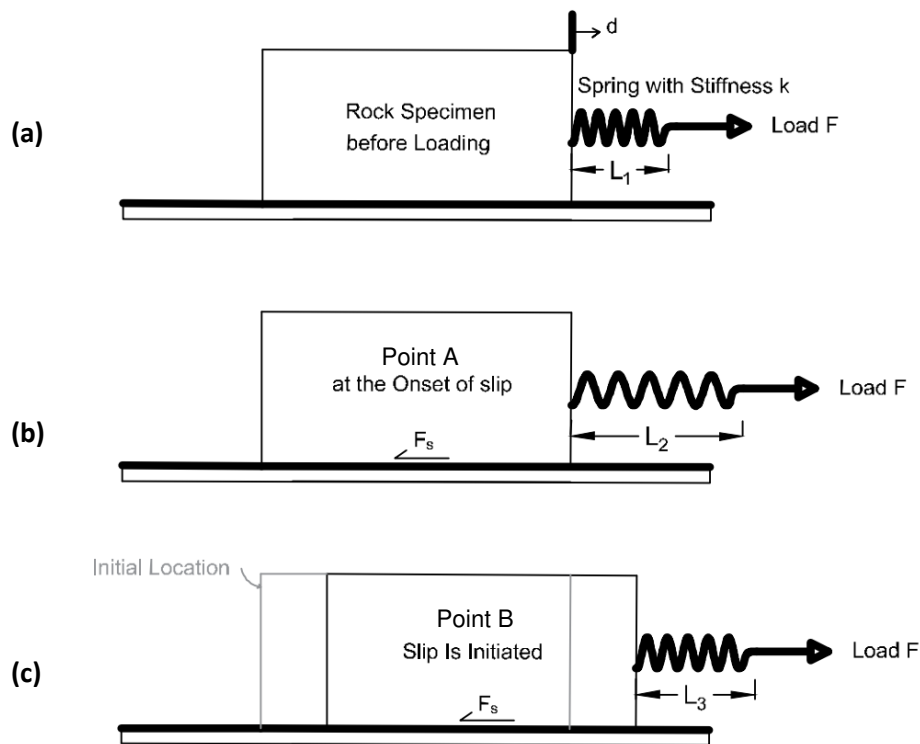 d
Spring with Stiffness k
Rock Specimen
before Loading
(a)
Load F
L₁
Point A
at the Onset of slip
Load F
(b)
Fₛ
L₂
Initial Location
Point B
Slip Is Initiated
Load F
(c)
Fₛ
L₃